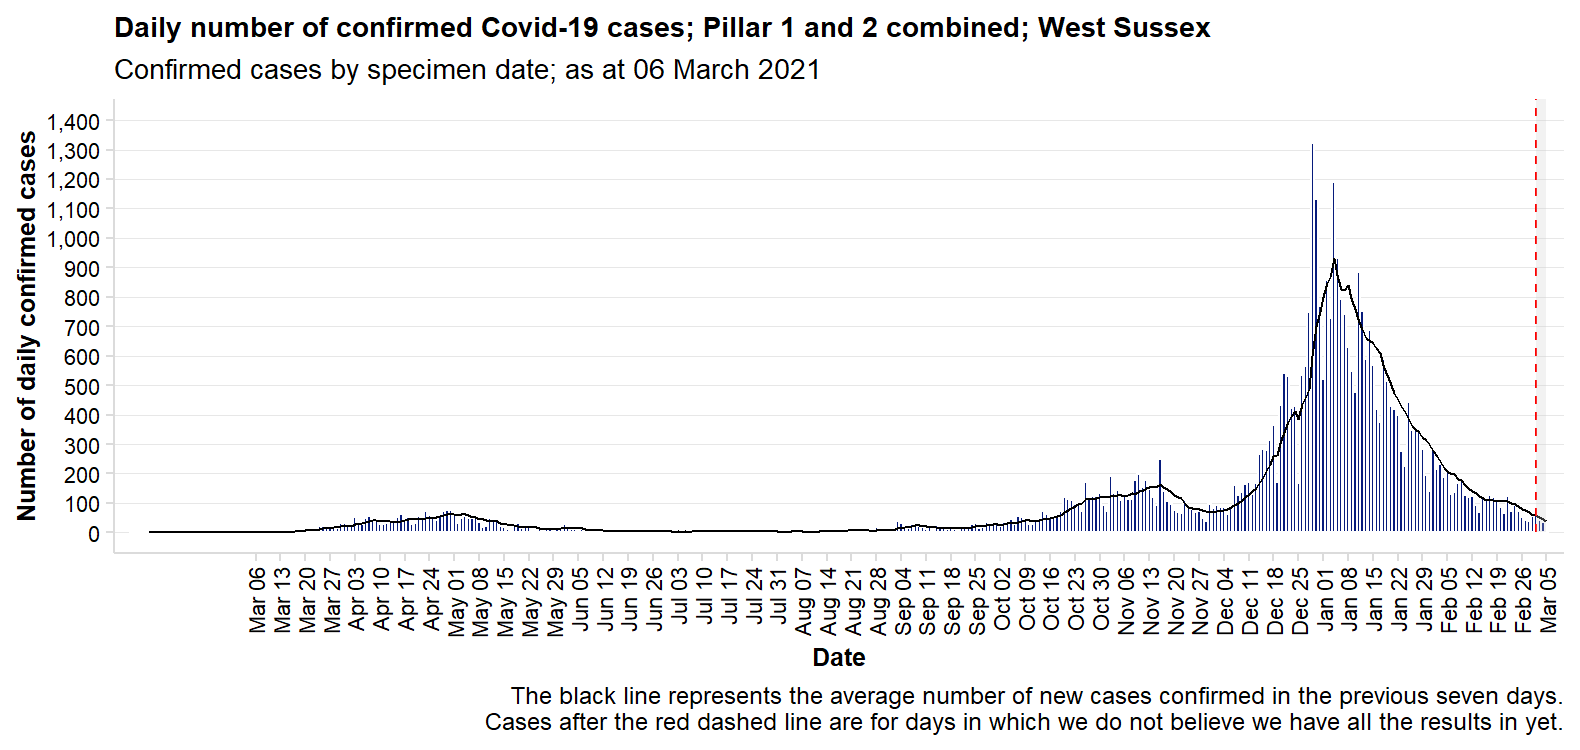 Daily number of confirmed Covid-19 cases; Pillar 1 and 2 combined; West Sussex
Confirmed cases by specimen date; as at 06 March 2021
Number of daily confirmed cases
1,400
1,300
1,200
1,100
1,000
900
800
700
600
500
400
300
200
100
0
Mar 06
Mar 13
Mar 20
Mar 27
Apr 03
Apr 10
Apr 17
Apr 24
May 01
May 08
May 15
May 22
May 29
Jun 05
Jun 12
Jun 19
Jun 26
Jul 03
Jul 10
Jul 17
Jul 24
Jul 31
Aug 07
Aug 14
Aug 21
Aug 28
Sep 04
Sep 11
Sep 18
Sep 25
Oct 02
Oct 09
Oct 16
Oct 23
Oct 30
Nov 06
Nov 13
Nov 20
Nov 27
Dec 04
Dec 11
Dec 18
Dec 25
Jan 01
Jan 08
Jan 15
Jan 22
Jan 29
Feb 05
Feb 12
Feb 19
Feb 26
Mar 05
Date
The black line represents the average number of new cases confirmed in the previous seven days.
Cases after the red dashed line are for days in which we do not believe we have all the results in yet.